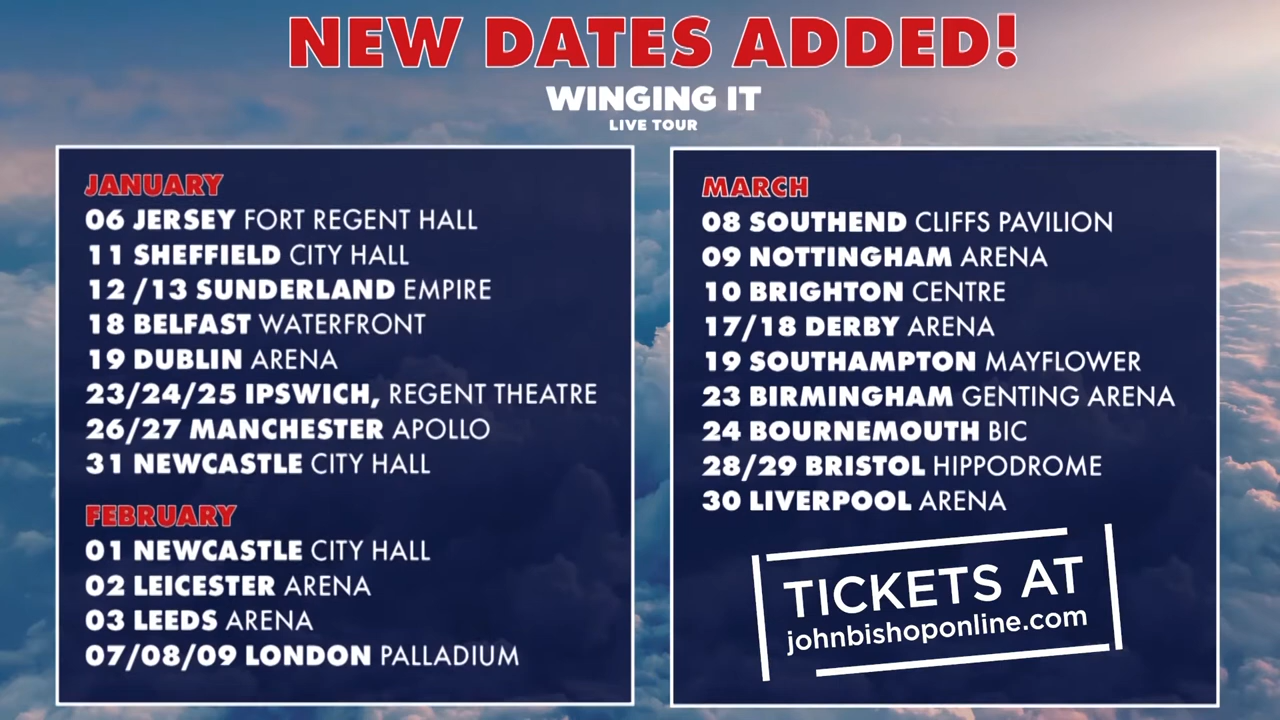 NEW DATES ADDED!
WINGING IT
LIVE TOUR
JANUARY
06 JERSEY FORT REGENT HALL
11 SHEFFIELD CITY HALL
12 /13 SUNDERLAND EMPIRE
18 BELFAST WATERFRONT
19 DUBLIN ARENA
23/24/25 IPSWICH, REGENT THEATRE
26/27 MANCHESTER APOLLO
31 NEWCASTLE CITY HALL
FEBRUARY
01 NEWCASTLE CITY HALL
02 LEICESTER ARENA
03 LEEDS ARENA
07/08/09 LONDON PALLADIUM
MARCH
08 SOUTHEND CLIFFS PAVILION
09 NOTTINGHAM ARENA
10 BRIGHTON CENTRE
17/18 DERBY ARENA
19 SOUTHAMPTON MAYFLOWER
23 BIRMINGHAM GENTING ARENA
24 BOURNEMOUTH BIC
28/29 BRISTOL HIPPODROME
30 LIVERPOOL ARENA
TICKETS AT
johnbishoponline.com